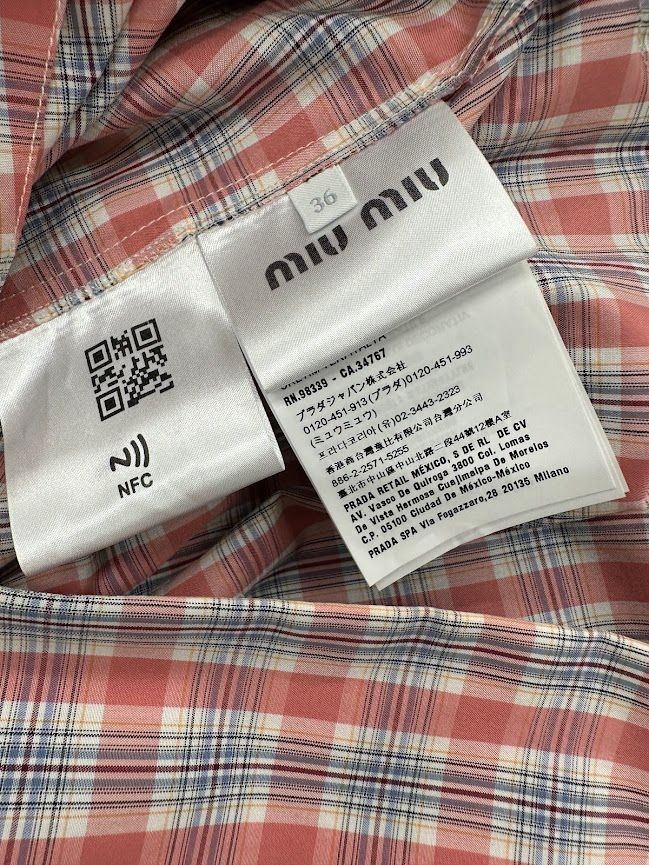 36
MIU MIU
NFC
RN.98339 - CA.34767
プラダジャパン株式会社
0120-451-913(プラダ)0120-451-993
(ミュウミュウ)
프라다코리아(유)02-3443-2323
香港商台灣惠比有限公司台灣分公司
886-2-2571-5255
臺北市中山區中山北路二段44號12樓A室
PRADA RETAIL MEXICO, S DE RL DE CV
AV. Vasco De Quiroga 3800 Col. Lomas
De Vista Hermosa Cuajimalpa De Morelos
C.P. 05100 Ciudad De México-México
PRADA SPA Via Fogazzaro,28 20135 Milano